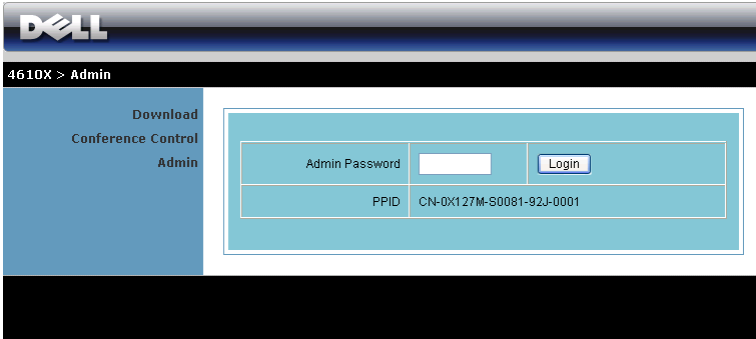 DELL
4610X > Admin
Download
Conference Control
Admin
Admin Password
Login
PPID
CN-0X127M-S0081-92J-0001